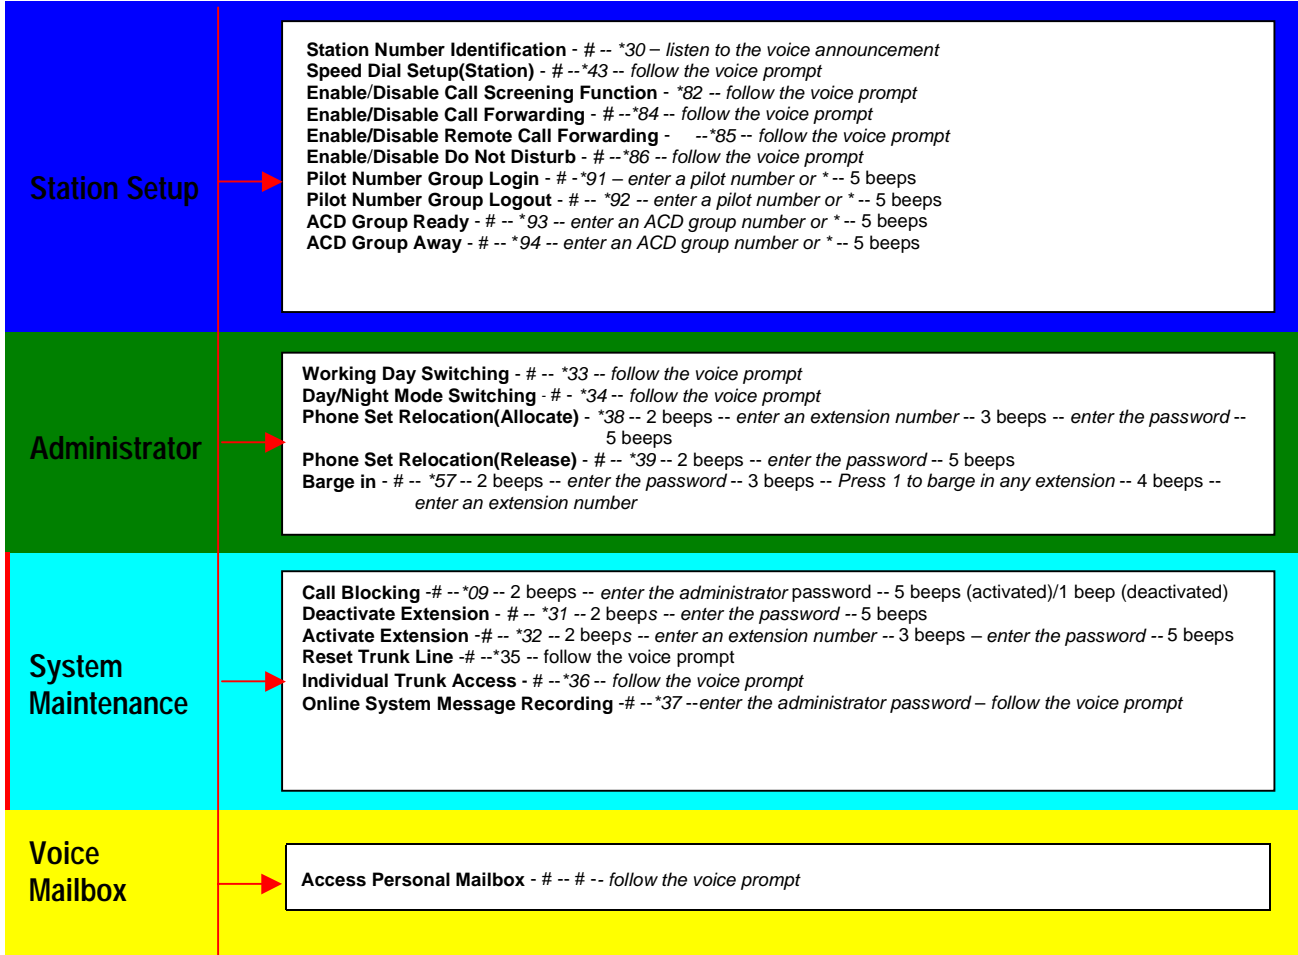 Station Setup
Station Number Identification - # -- *30 – listen to the voice announcement
Speed Dial Setup(Station) - # --*43 -- follow the voice prompt
Enable/Disable Call Screening Function - *82 -- follow the voice prompt
Enable/Disable Call Forwarding - # --*84 -- follow the voice prompt
Enable/Disable Remote Call Forwarding - --*85 -- follow the voice prompt
Enable/Disable Do Not Disturb - # --*86 -- follow the voice prompt
Pilot Number Group Login - # -*91 – enter a pilot number or * -- 5 beeps
Pilot Number Group Logout - # -- *92 -- enter a pilot number or * -- 5 beeps
ACD Group Ready - # -- *93 -- enter an ACD group number or * -- 5 beeps
ACD Group Away - # -- *94 -- enter an ACD group number or * -- 5 beeps
Administrator
Working Day Switching - # -- *33 -- follow the voice prompt
Day/Night Mode Switching - # - *34 -- follow the voice prompt
Phone Set Relocation(Allocate) - *38 -- 2 beeps -- enter an extension number -- 3 beeps -- enter the password --
5 beeps
Phone Set Relocation(Release) - # -- *39 -- 2 beeps -- enter the password -- 5 beeps
Barge in - # -- *57 -- 2 beeps -- enter the password -- 3 beeps -- Press 1 to barge in any extension -- 4 beeps --
enter an extension number
System
Maintenance
Call Blocking -# --*09 -- 2 beeps -- enter the administrator password -- 5 beeps (activated)/1 beep (deactivated)
Deactivate Extension - # -- *31 -- 2 beeps -- enter the password -- 5 beeps
Activate Extension -# -- *32 -- 2 beeps -- enter an extension number -- 3 beeps – enter the password -- 5 beeps
Reset Trunk Line -# --*35 -- follow the voice prompt
Individual Trunk Access - # --*36 -- follow the voice prompt
Online System Message Recording -# --*37 --enter the administrator password – follow the voice prompt
Voice
Mailbox
Access Personal Mailbox - # -- # -- follow the voice prompt